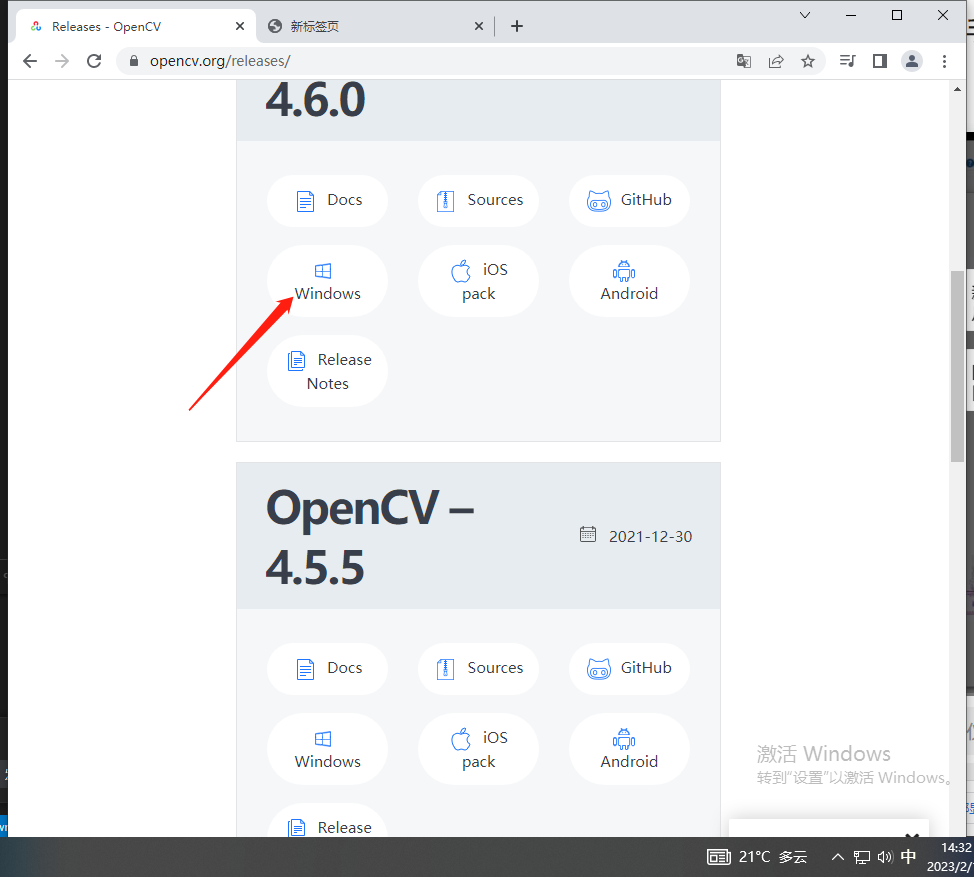 Releases - OpenCV
新标签页
opencv.org/releases/
4.6.0
Docs
Sources
GitHub
Windows
iOS
pack
Android
Release
Notes
OpenCV –
4.5.5
2021-12-30
Docs
Sources
GitHub
Windows
iOS
pack
Android
Release
激活 Windows
转到“设置”以激活 Windows。
21°C 多云
中
14:32
2023/2/